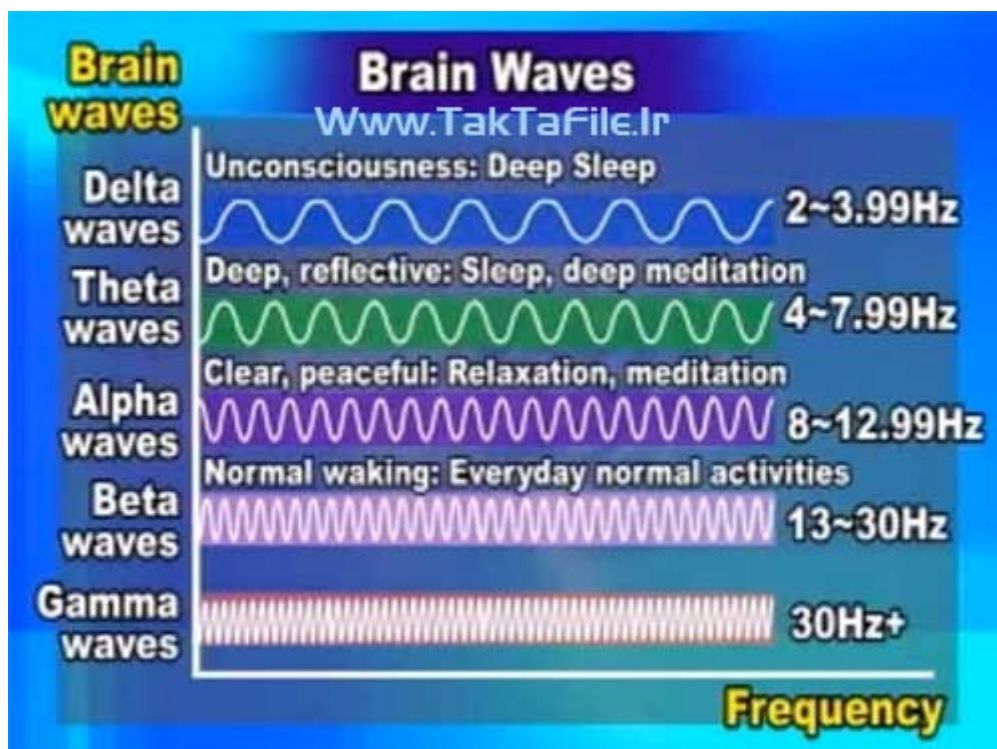 Brain
waves
Brain Waves
Www.TakTaFile.Ir
Delta
waves
Unconsciousness: Deep Sleep
2~3.99Hz
Theta
waves
Deep, reflective: Sleep, deep meditation
4~7.99Hz
Alpha
waves
Clear, peaceful: Relaxation, meditation
8~12.99Hz
Beta
waves
Normal waking: Everyday normal activities
13~30Hz
Gamma
waves
30Hz+
Frequency